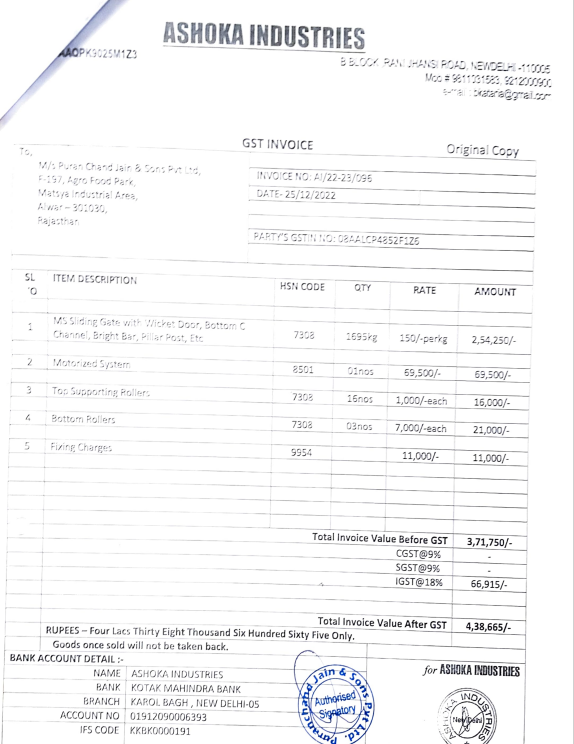 ASHOKA INDUSTRIES
AAOPK9025M1Z3
B BLOCK, RANI JHANSI ROAD, NEWDELHI -110005
Moo # 9811031583, 9212000900
e-mail : bkataria@gmail.com
GST INVOICE
Original Copy
To,
M/s Puran Chand Jain & Sons Pvt Ltd,
F-197, Agro Food Park,
Matsya Industrial Area,
Alwar – 301030,
Rajasthan
INVOICE NO: AI/22-23/096
DATE- 25/12/2022
PARTY'S GSTIN NO: 08AALCP4852F1Z6
SL 'O ITEM DESCRIPTION HSN CODE QTY RATE AMOUNT
1 MS Sliding Gate with Wicket Door, Bottom C
Channel, Bright Bar, Pillar Post, Etc 7308 1695kg 150/-perkg 2,54,250/-
2 Motorized System 8501 01nos 69,500/- 69,500/-
3 Top Supporting Rollers 7308 16nos 1,000/-each 16,000/-
4 Bottom Rollers 7308 03nos 7,000/-each 21,000/-
5 Fixing Charges 9954 11,000/- 11,000/-
Total Invoice Value Before GST 3,71,750/-
CGST@9% -
SGST@9% -
IGST@18% 66,915/-
Total Invoice Value After GST 4,38,665/-
RUPEES – Four Lacs Thirty Eight Thousand Six Hundred Sixty Five Only.
Goods once sold will not be taken back.
BANK ACCOUNT DETAIL :-
NAME ASHOKA INDUSTRIES
BANK KOTAK MAHINDRA BANK
BRANCH KAROL BAGH , NEW DELHI-05
ACCOUNT NO 01912090006393
IFS CODE KKBK0000191
for ASHOKA INDUSTRIES
Puranchand Jain & Sons Pvt. Ltd.
Authorised
Signatory
ASHOKA INDUSTRIES
New Delhi